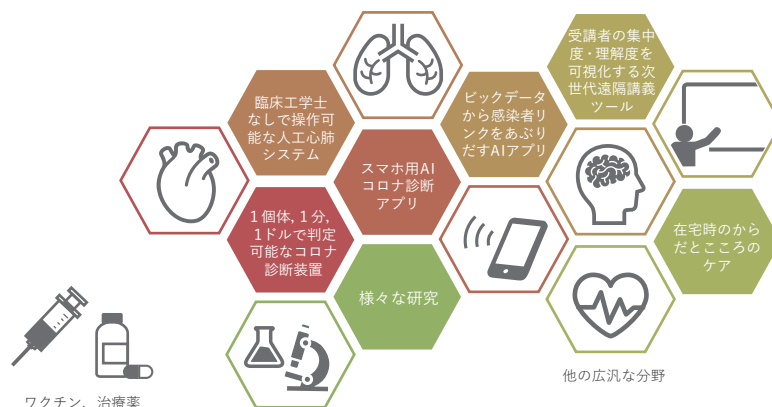 受講者の集中
度・理解度を
可視化する次
世代遠隔講義
ツール
臨床工学士
なしで操作可
能な人工心肺
システム
ビックデータ
から感染者リ
ンクをあぶり
だすAIアプリ
スマホ用AI
コロナ診断
アプリ
1個体, 1分,
1ドルで判定
可能なコロナ
診断装置
在宅時のから
だとこころの
ケア
様々な研究
他の広汎な分野
ワクチン、治療薬